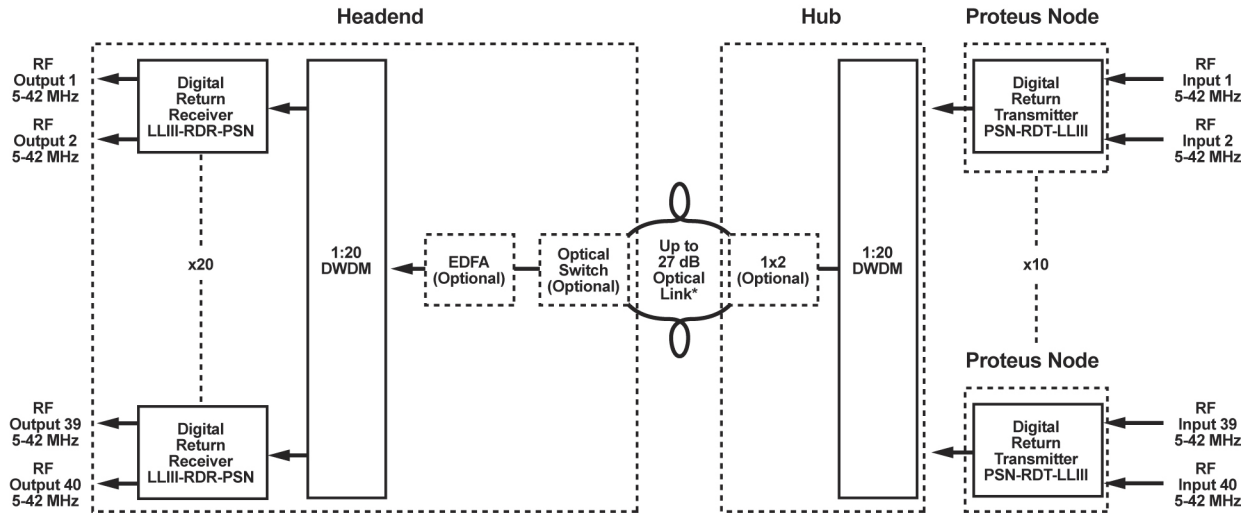 Headend
Hub
Proteus Node
RF
Output 1
5-42 MHz
RF
Output 2
5-42 MHz
Digital
Return
Receiver
LLIII-RDR-PSN
x20
RF
Output 39
5-42 MHz
RF
Output 40
5-42 MHz
Digital
Return
Receiver
LLIII-RDR-PSN
1:20
DWDM
EDFA
(Optional)
Optical
Switch
(Optional)
Up to
27 dB
Optical
Link*
1x2
(Optional)
1:20
DWDM
Digital
Return
Transmitter
PSN-RDT-LLIII
RF
Input 1
5-42 MHz
RF
Input 2
5-42 MHz
x10
Proteus Node
Digital
Return
Transmitter
PSN-RDT-LLIII
RF
Input 39
5-42 MHz
RF
Input 40
5-42 MHz